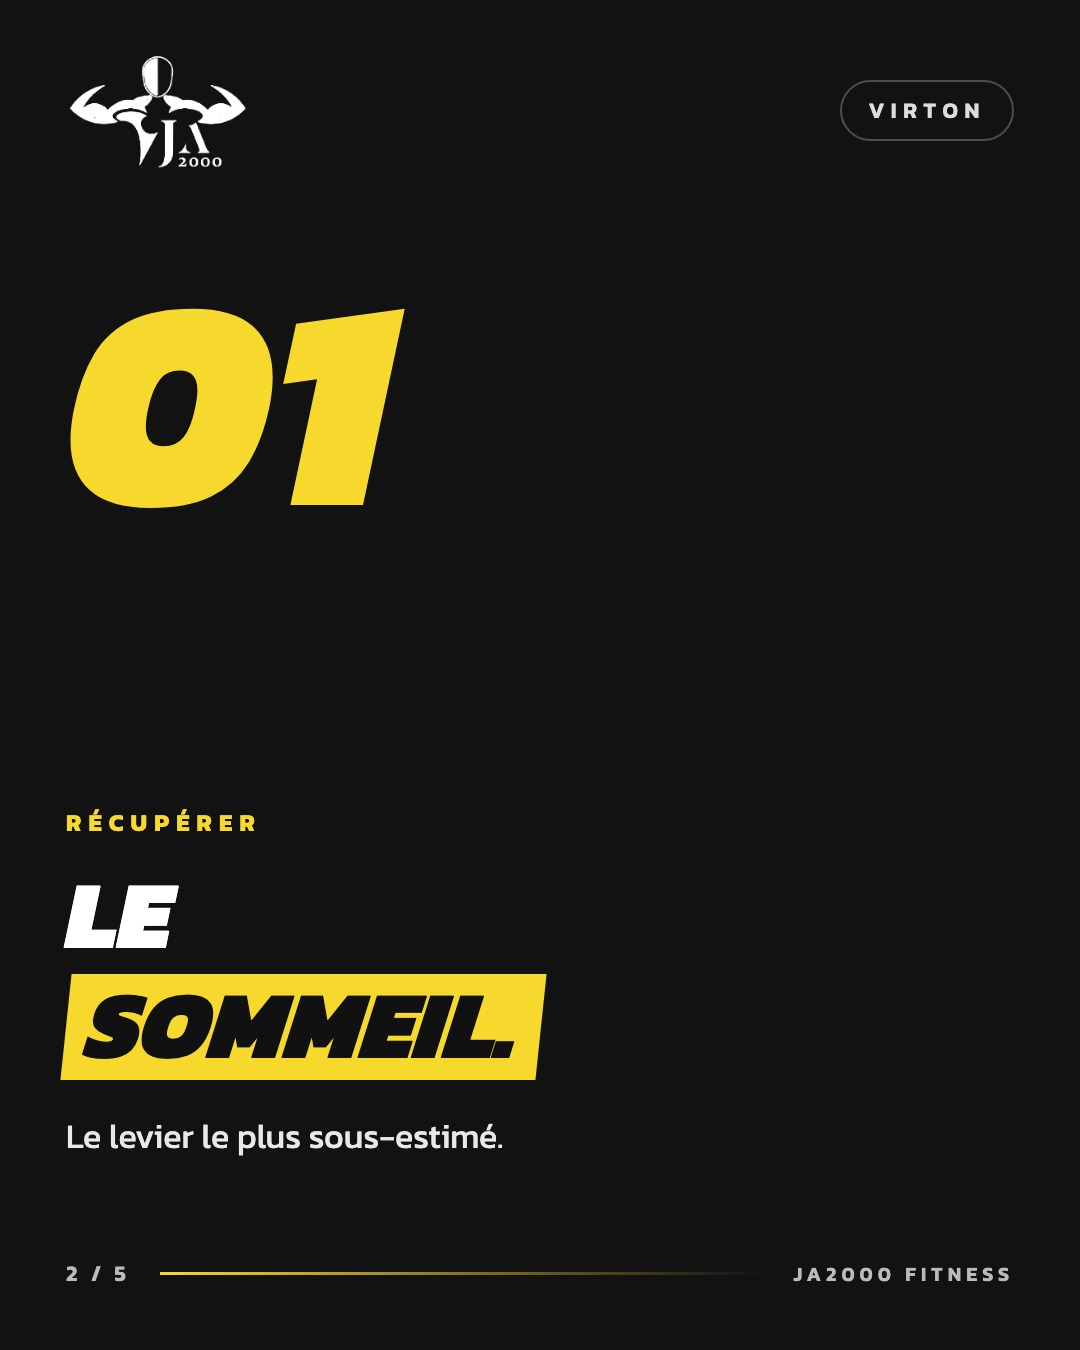 JA
2000
VIRTON
01
RÉCUPÉRER
LE
SOMMEIL.
Le levier le plus sous-estimé.
2 / 5
JA2000 FITNESS